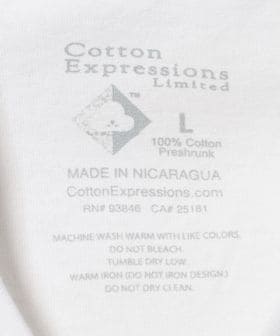 Cotton
Expressions
Limited
™
L
100% Cotton
Preshrunk
MADE IN NICARAGUA
CottonExpressions.com
RN# 93846 CA# 25181
MACHINE WASH WARM WITH LIKE COLORS.
DO NOT BLEACH.
TUMBLE DRY LOW.
WARM IRON (DO NOT IRON DESIGN.)
DO NOT DRY CLEAN.